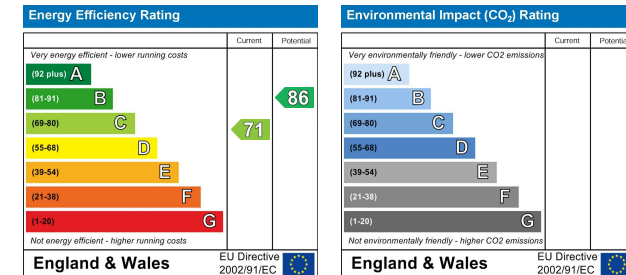 Energy Efficiency Rating
Current Potential
Very energy efficient - lower running costs
(92 plus) A
(81-91) B
86
(69-80) C
71
(55-68) D
(39-54) E
(21-38) F
(1-20) G
Not energy efficient - higher running costs
England & Wales
EU Directive
2002/91/EC
Environmental Impact (CO₂) Rating
Current Potential
Very environmentally friendly - lower CO2 emissions
(92 plus) A
(81-91) B
(69-80) C
(55-68) D
(39-54) E
(21-38) F
(1-20) G
Not environmentally friendly - higher CO2 emissions
England & Wales
EU Directive
2002/91/EC